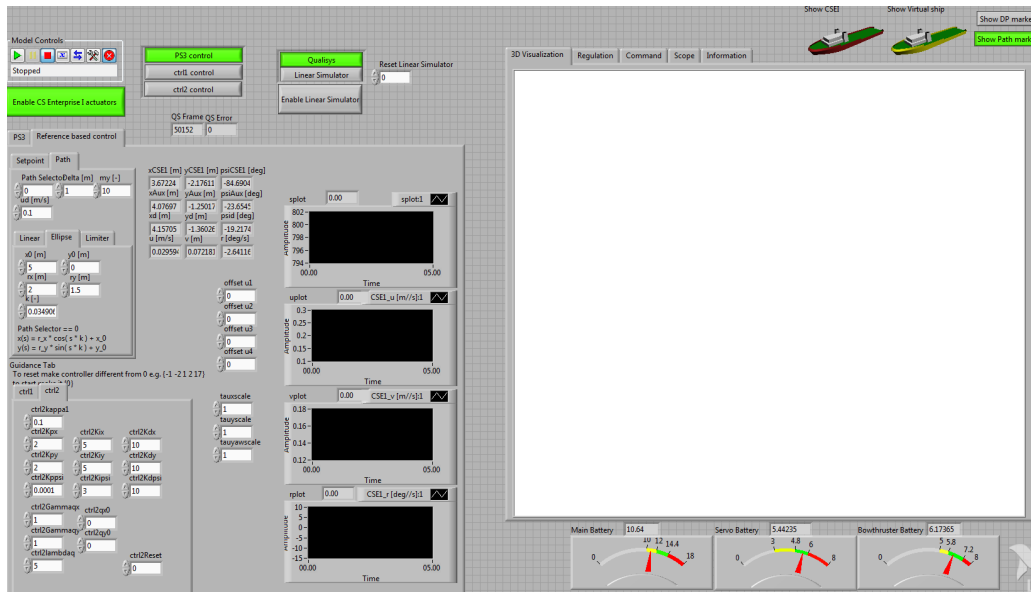 Show CSEI
Show Virtual ship
Show DP marke
Show Path mark
Model Controls
Stopped
Enable CS Enterprise I actuators
PS3 control
ctrl1 control
ctrl2 control
Qualisys
Linear Simulator
Enable Linear Simulator
Reset Linear Simulator
0
QS Frame QS Error
50152 0
PS3 Reference based control
Setpoint Path
Path Selecto Delta [m] my [-]
0 1 10
ud [m/s]
0.1
Linear Ellipse Limiter
x0 [m] y0 [m]
5 0
rx [m] ry [m]
2 1.5
k [-]
0.03490
Path Selector == 0
x(s) = r_x * cos( s * k ) + x_0
y(s) = r_y * sin( s * k ) + y_0
Guidance Tab
To reset make controller different from 0 e.g. {-1 -2 1 2 17}
ctrl1 ctrl2
ctrl2kappa1
0.1
ctrl2Kpx ctrl2Kix ctrl2Kdx
2 5 10
ctrl2Kpy ctrl2Kiy ctrl2Kdy
2 5 10
ctrl2Kppsi ctrl2Kipsi ctrl2Kdpsi
0.0001 3 10
ctrl2Gammaqx ctrl2qx0
1 0
ctrl2Gammaqy ctrl2qy0
1 0
ctrl2lambdaq
5
ctrl2Reset
0
xCSE1 [m] yCSE1 [m] psiCSE1 [deg]
3.67224 -2.17611 -84.6904
xAux [m] yAux [m] psiAux [deg]
4.07697 -1.25017 -23.6545
xd [m] yd [m] psid [deg]
4.15705 -1.36026 -19.2174
u [m/s] v [m] r [deg/s]
0.02959 0.07218 -2.64116
offset u1
0
offset u2
0
offset u3
0
offset u4
0
tauxscale
1
tauyscale
1
tauyawscale
1
splot 0.00 splot:1
Amplitude
802
800
798
796
794
00.00 05.00
Time
uplot 0.00 CSE1_u [m//s]:1
Amplitude
0.3
0.25
0.2
0.15
0.1
00.00 05.00
Time
vplot 0.00 CSE1_v [m//s]:1
Amplitude
0.18
0.16
0.14
0.12
00.00 05.00
Time
rplot 0.00 CSE1_r [deg//s]:1
Amplitude
10
5
0
-5
-10
-15
00.00 05.00
Time
3D Visualization Regulation Command Scope Information
Main Battery 10.64
0 10 12 14.4 18
Servo Battery 5.44235
0 3 4.8 6 8
Bowthruster Battery 6.17365
0 5 5.8 7.2 8